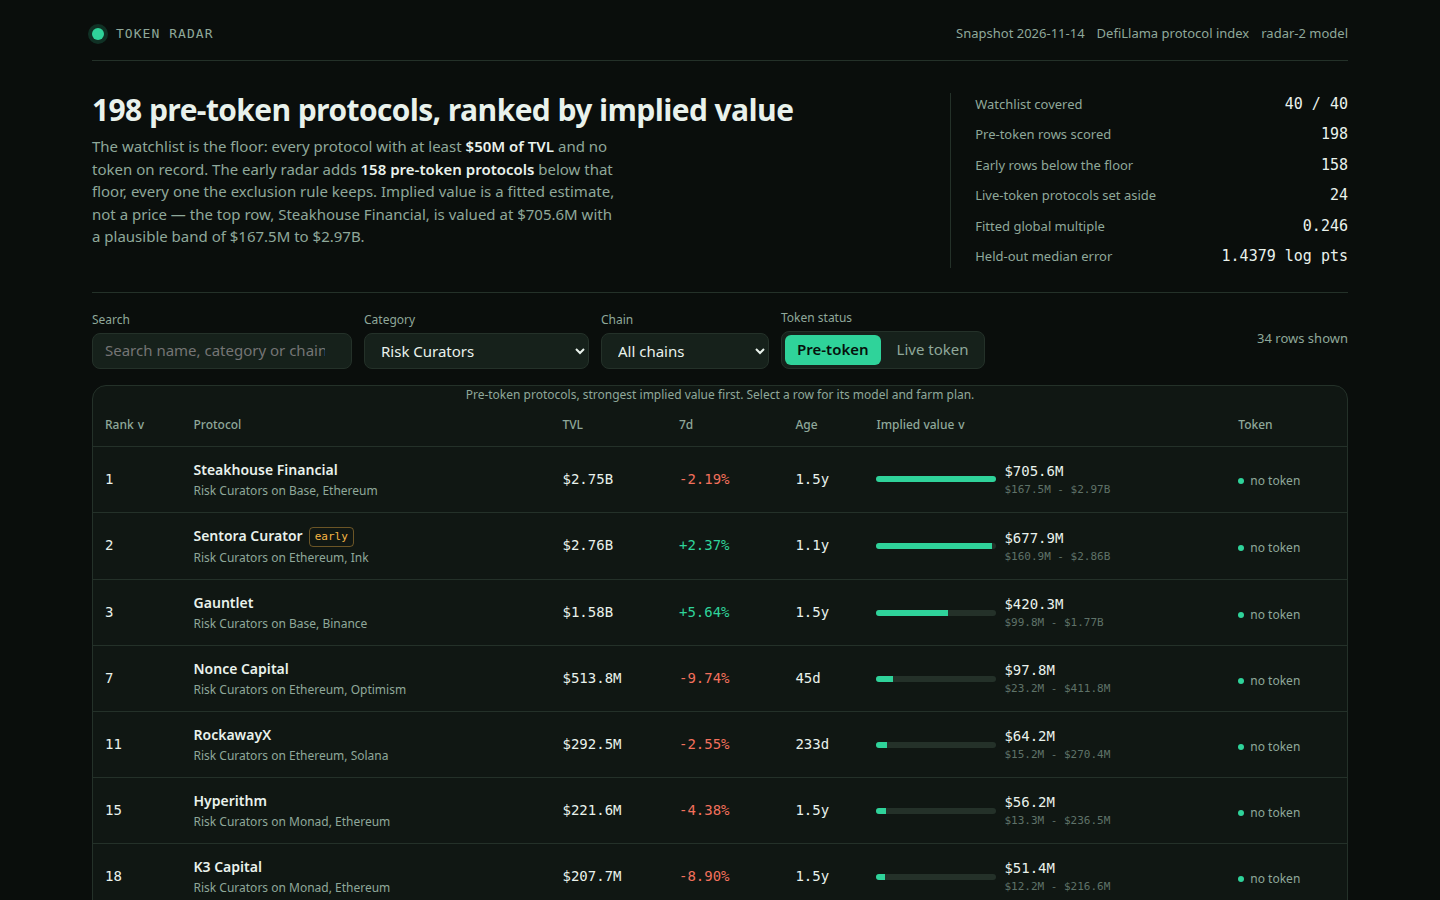 TOKEN RADAR
Snapshot 2026-11-14 DefiLlama protocol index radar-2 model
198 pre-token protocols, ranked by implied value
The watchlist is the floor: every protocol with at least $50M of TVL and no
token on record. The early radar adds 158 pre-token protocols below that
floor, every one the exclusion rule keeps. Implied value is a fitted estimate,
not a price — the top row, Steakhouse Financial, is valued at $705.6M with
a plausible band of $167.5M to $2.97B.
Watchlist covered 40 / 40
Pre-token rows scored 198
Early rows below the floor 158
Live-token protocols set aside 24
Fitted global multiple 0.246
Held-out median error 1.4379 log pts
Search Category Chain Token status
Search name, category or chain Risk Curators All chains Pre-token Live token
34 rows shown
Pre-token protocols, strongest implied value first. Select a row for its model and farm plan.
Rank v Protocol TVL 7d Age Implied value v Token
1 Steakhouse Financial $2.75B -2.19% 1.5y $705.6M no token
Risk Curators on Base, Ethereum $167.5M - $2.97B
2 Sentora Curator early $2.76B +2.37% 1.1y $677.9M no token
Risk Curators on Ethereum, Ink $160.9M - $2.86B
3 Gauntlet $1.58B +5.64% 1.5y $420.3M no token
Risk Curators on Base, Binance $99.8M - $1.77B
7 Nonce Capital $513.8M -9.74% 45d $97.8M no token
Risk Curators on Ethereum, Optimism $23.2M - $411.8M
11 RockawayX $292.5M -2.55% 233d $64.2M no token
Risk Curators on Ethereum, Solana $15.2M - $270.4M
15 Hyperithm $221.6M -4.38% 1.5y $56.2M no token
Risk Curators on Monad, Ethereum $13.3M - $236.5M
18 K3 Capital $207.7M -8.90% 1.5y $51.4M no token
Risk Curators on Monad, Ethereum $12.2M - $216.6M